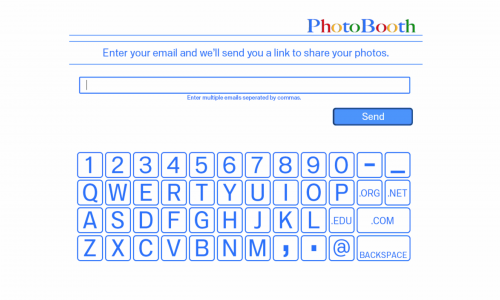 PhotoBooth
Enter your email and we'll send you a link to share your photos.
Enter multiple emails seperated by commas.
Send
1 2 3 4 5 6 7 8 9 0 - _
Q W E R T Y U I O P .ORG .NET
A S D F G H J K L .EDU .COM
Z X C V B N M , . @ BACKSPACE